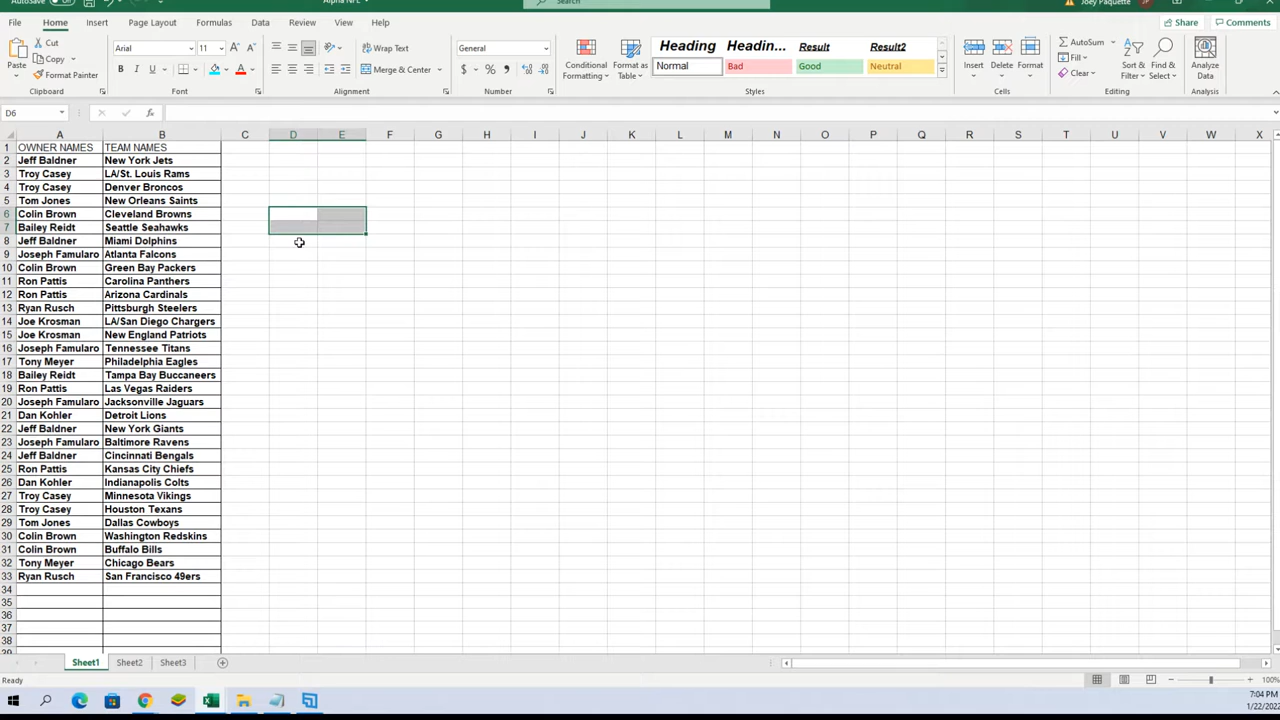 AutoSave Off
Search
Joey Paquette
File Home Insert Page Layout Formulas Data Review View Help Share Comments
Paste Cut Copy Format Painter Arial 11 Wrap Text Merge & Center General Conditional Formatting Format as Table Heading Headin... Result Result2 Normal Bad Good Neutral Insert Delete Format AutoSum Fill Clear Sort & Filter Find & Select Analyze Data
Clipboard Font Alignment Number Styles Cells Editing Analysis
D6 fx
A B C D E F G H I J K L M N O P Q R S T U V W X
1 OWNER NAMES TEAM NAMES
2 Jeff Baldner New York Jets
3 Troy Casey LA/St. Louis Rams
4 Troy Casey Denver Broncos
5 Tom Jones New Orleans Saints
6 Colin Brown Cleveland Browns
7 Bailey Reidt Seattle Seahawks
8 Jeff Baldner Miami Dolphins
9 Joseph Famularo Atlanta Falcons
10 Colin Brown Green Bay Packers
11 Ron Pattis Carolina Panthers
12 Ron Pattis Arizona Cardinals
13 Ryan Rusch Pittsburgh Steelers
14 Joe Krosman LA/San Diego Chargers
15 Joe Krosman New England Patriots
16 Joseph Famularo Tennessee Titans
17 Tony Meyer Philadelphia Eagles
18 Bailey Reidt Tampa Bay Buccaneers
19 Ron Pattis Las Vegas Raiders
20 Joseph Famularo Jacksonville Jaguars
21 Dan Kohler Detroit Lions
22 Jeff Baldner New York Giants
23 Joseph Famularo Baltimore Ravens
24 Jeff Baldner Cincinnati Bengals
25 Ron Pattis Kansas City Chiefs
26 Dan Kohler Indianapolis Colts
27 Troy Casey Minnesota Vikings
28 Troy Casey Houston Texans
29 Tom Jones Dallas Cowboys
30 Colin Brown Washington Redskins
31 Colin Brown Buffalo Bills
32 Tony Meyer Chicago Bears
33 Ryan Rusch San Francisco 49ers
34
35
36
37
38
Sheet1 Sheet2 Sheet3
Ready 100%
7:04 PM
1/22/202